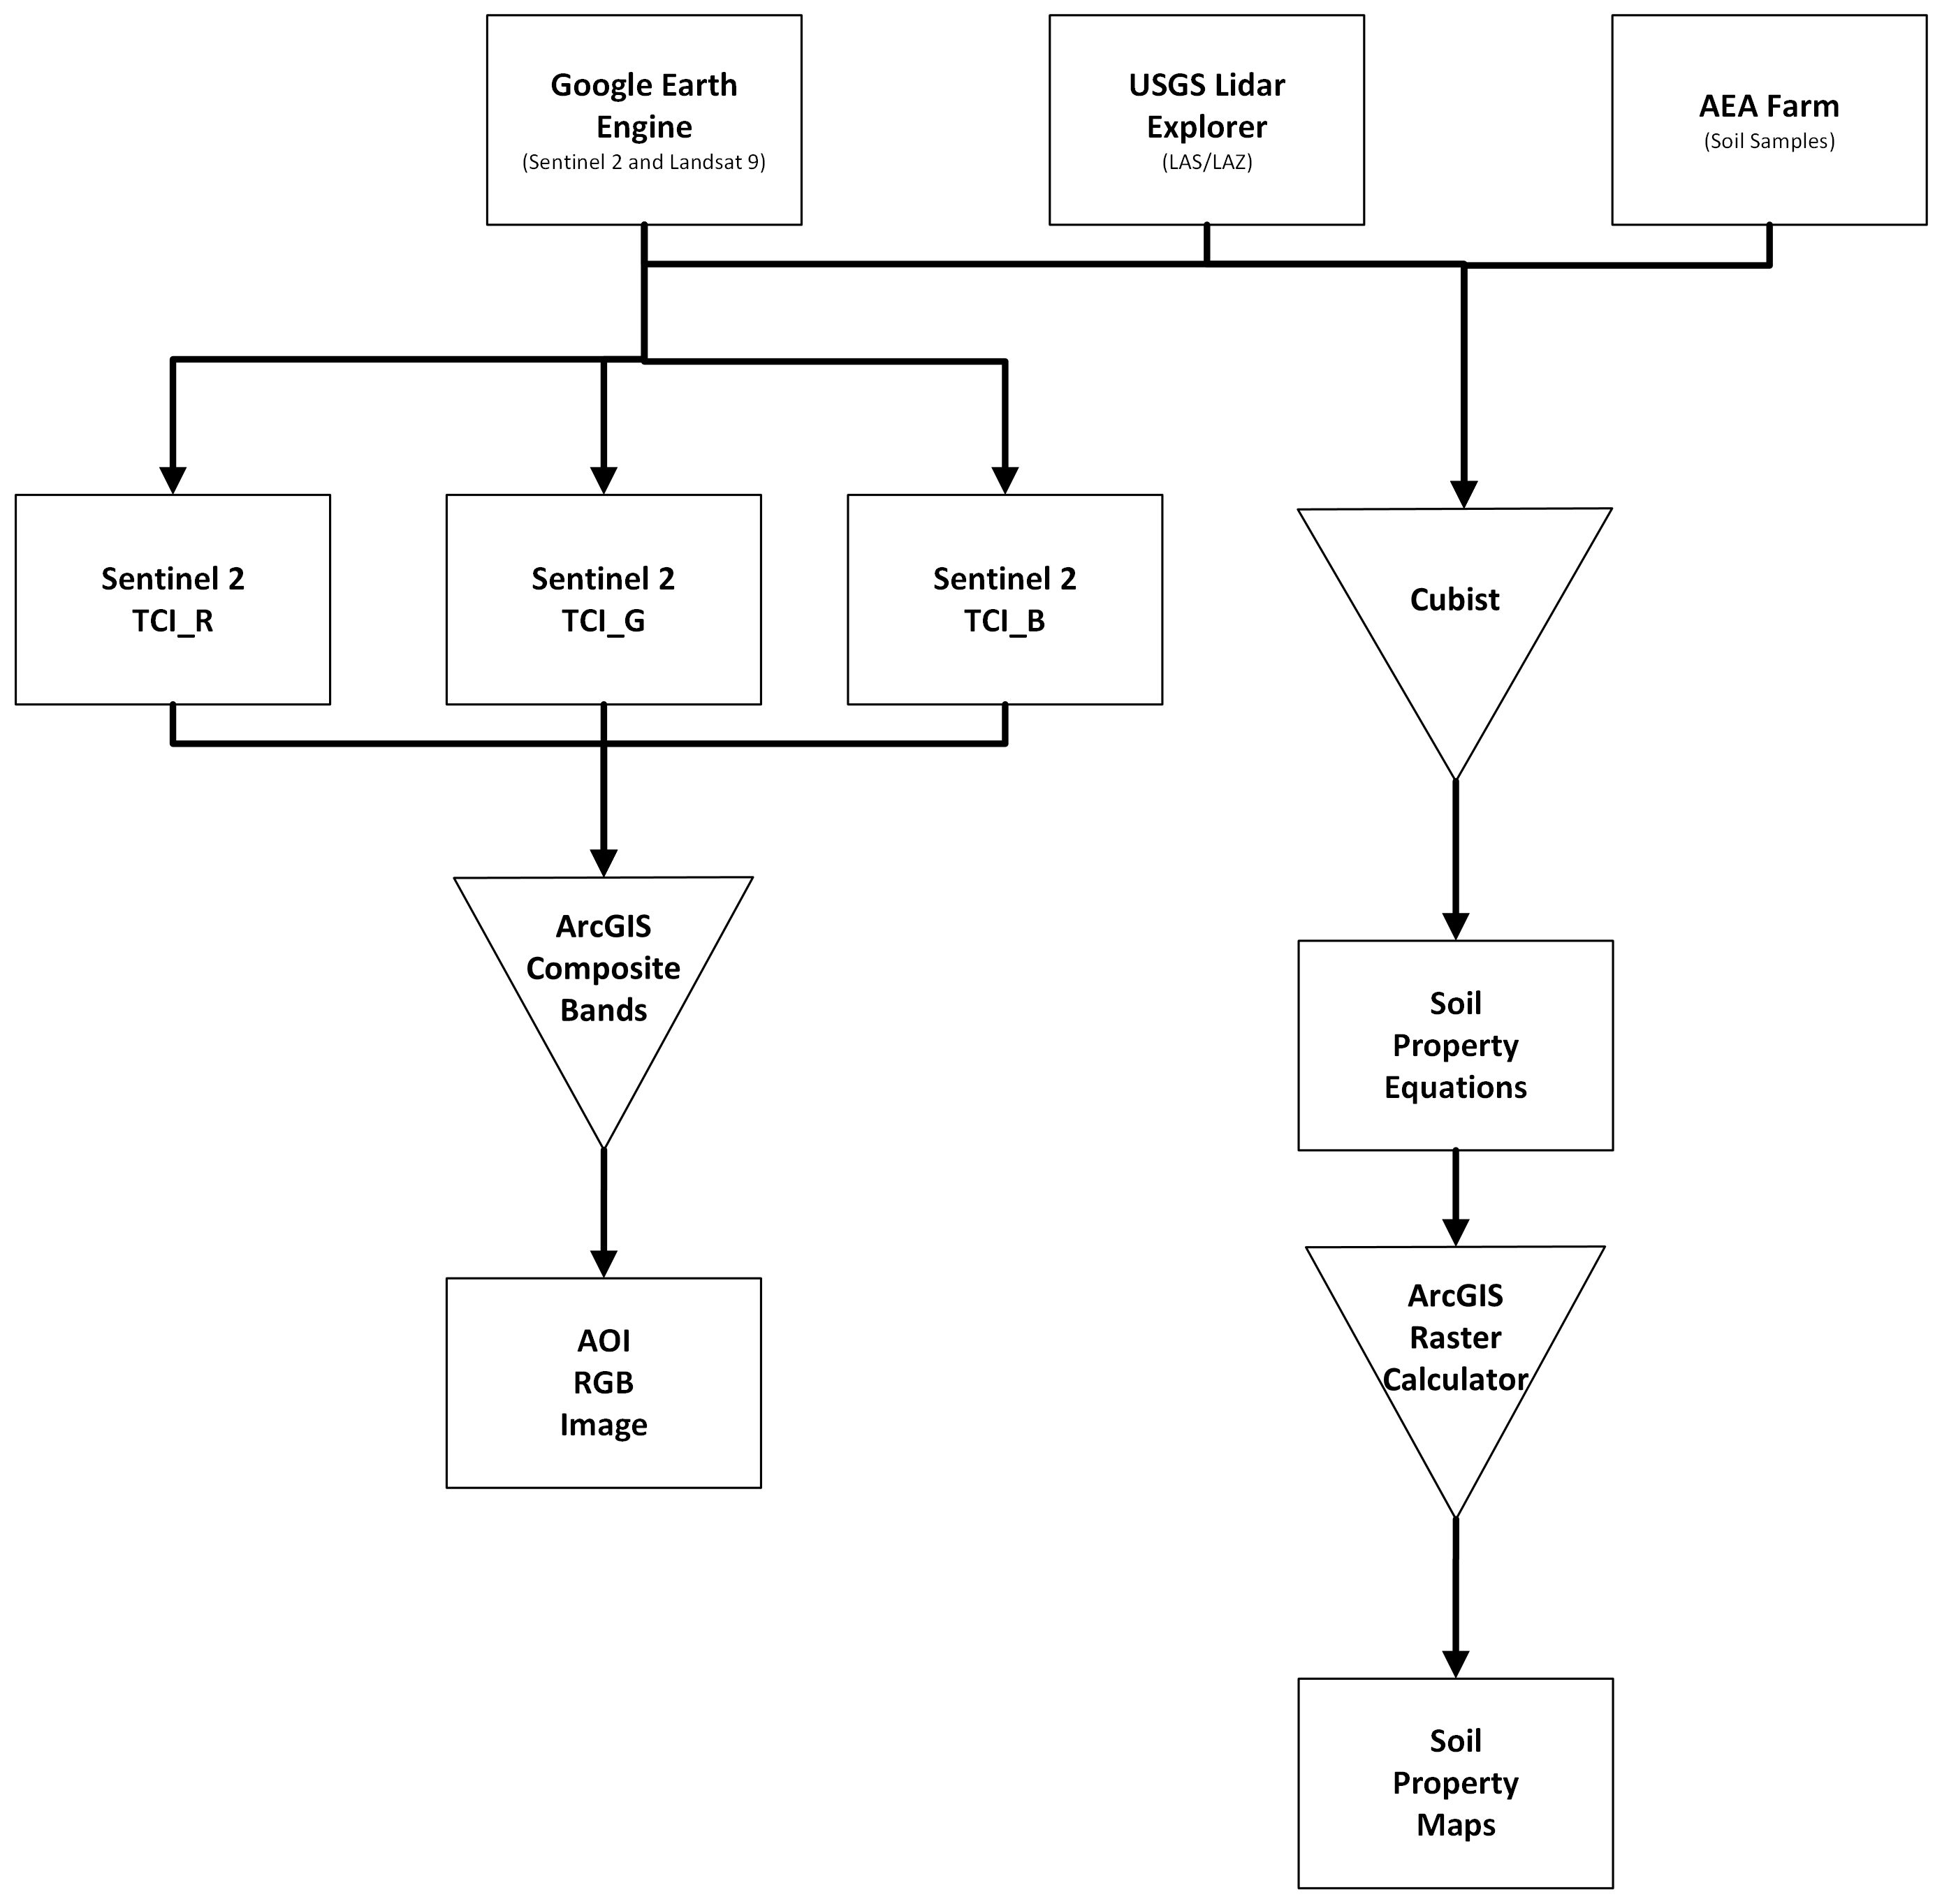 Google Earth
Engine
(Sentinel 2 and Landsat 9)
USGS Lidar
Explorer
(LAS/LAZ)
AEA Farm
(Soil Samples)
Sentinel 2
TCI_R
Sentinel 2
TCI_G
Sentinel 2
TCI_B
Cubist
ArcGIS
Composite
Bands
Soil
Property
Equations
AOI
RGB
Image
ArcGIS
Raster
Calculator
Soil
Property
Maps